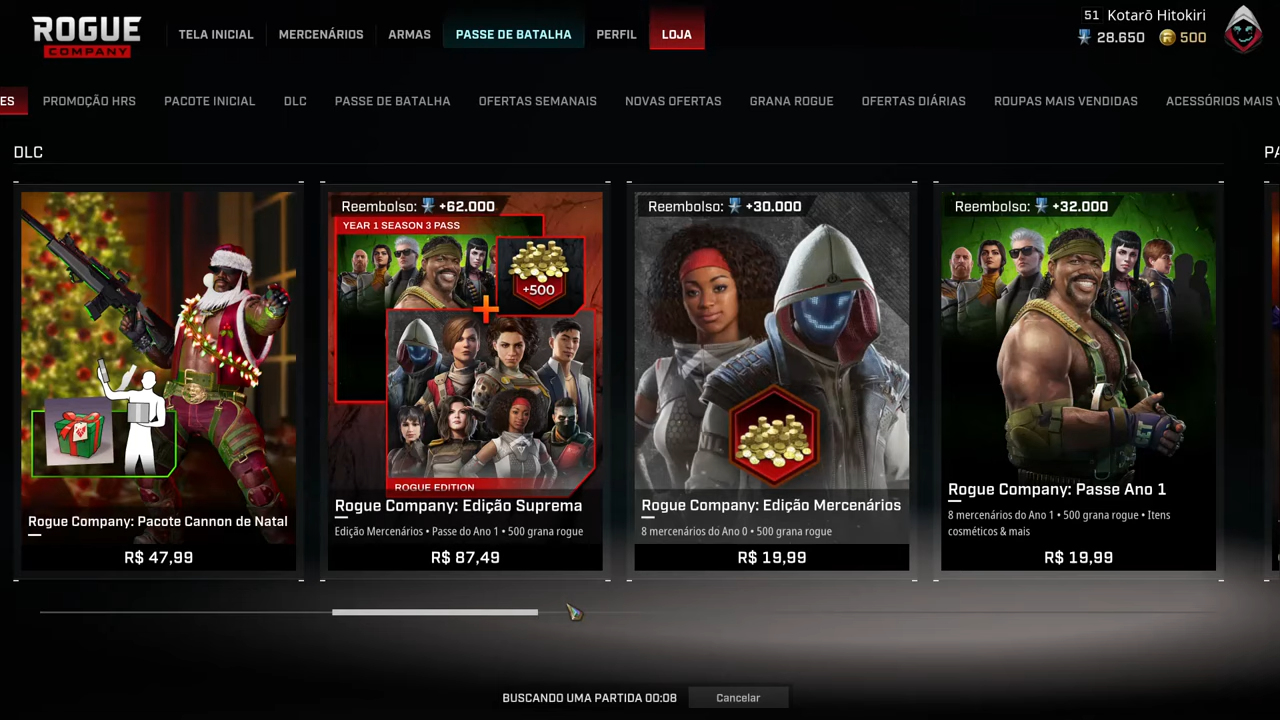 ROGUE
COMPANY
TELA INICIAL
MERCENÁRIOS
ARMAS
PASSE DE BATALHA
PERFIL
LOJA
51 Kotarō Hitokiri
28.650
500
ES
PROMOÇÃO HRS
PACOTE INICIAL
DLC
PASSE DE BATALHA
OFERTAS SEMANAIS
NOVAS OFERTAS
GRANA ROGUE
OFERTAS DIÁRIAS
ROUPAS MAIS VENDIDAS
ACESSÓRIOS MAIS V
DLC
PA
Rogue Company: Pacote Cannon de Natal
R$ 47,99
Reembolso: +62.000
YEAR 1 SEASON 3 PASS
+500
ROGUE EDITION
Rogue Company: Edição Suprema
Edição Mercenários • Passe do Ano 1 • 500 grana rogue
R$ 87,49
Reembolso: +30.000
Rogue Company: Edição Mercenários
8 mercenários do Ano 0 • 500 grana rogue
R$ 19,99
Reembolso: +32.000
Rogue Company: Passe Ano 1
8 mercenários do Ano 1 • 500 grana rogue • Itens
cosméticos & mais
R$ 19,99
BUSCANDO UMA PARTIDA 00:08
Cancelar